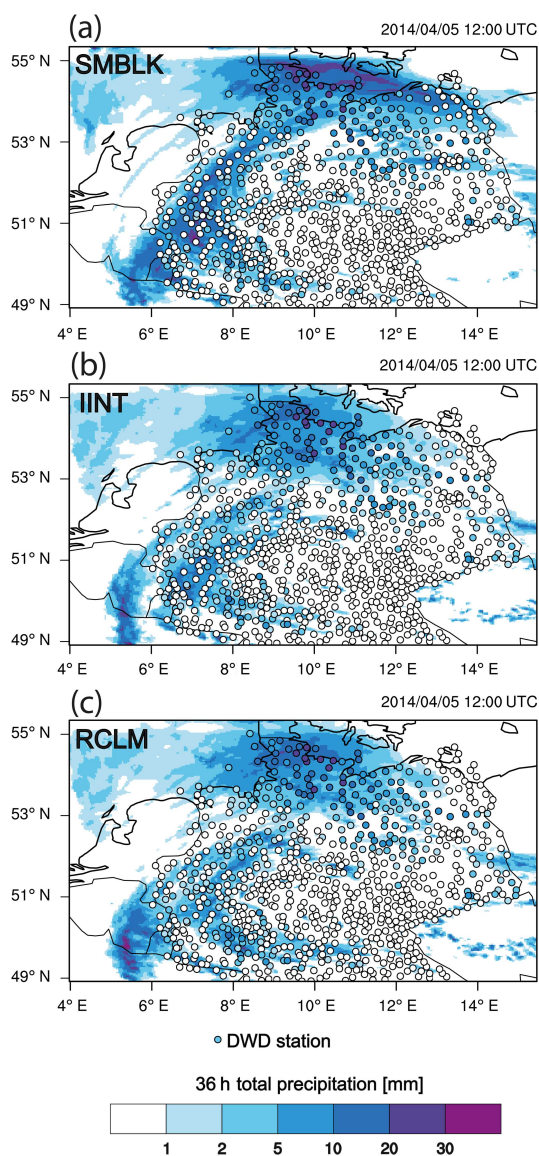 (a)
2014/04/05 12:00 UTC
SMBLK
55° N
53° N
51° N
49° N
4° E 6° E 8° E 10° E 12° E 14° E
(b)
2014/04/05 12:00 UTC
IINT
55° N
53° N
51° N
49° N
4° E 6° E 8° E 10° E 12° E 14° E
(c)
2014/04/05 12:00 UTC
RCLM
55° N
53° N
51° N
49° N
4° E 6° E 8° E 10° E 12° E 14° E
DWD station
36 h total precipitation [mm]
1 2 5 10 20 30